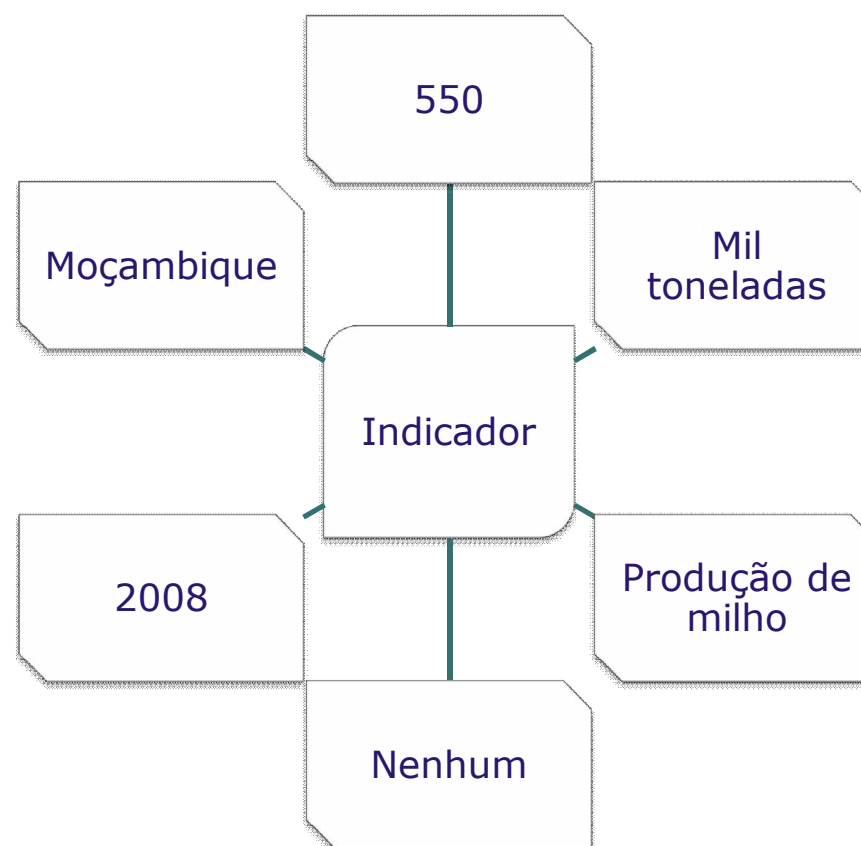 550
Moçambique
Mil
toneladas
Indicador
2008
Produção de
milho
Nenhum